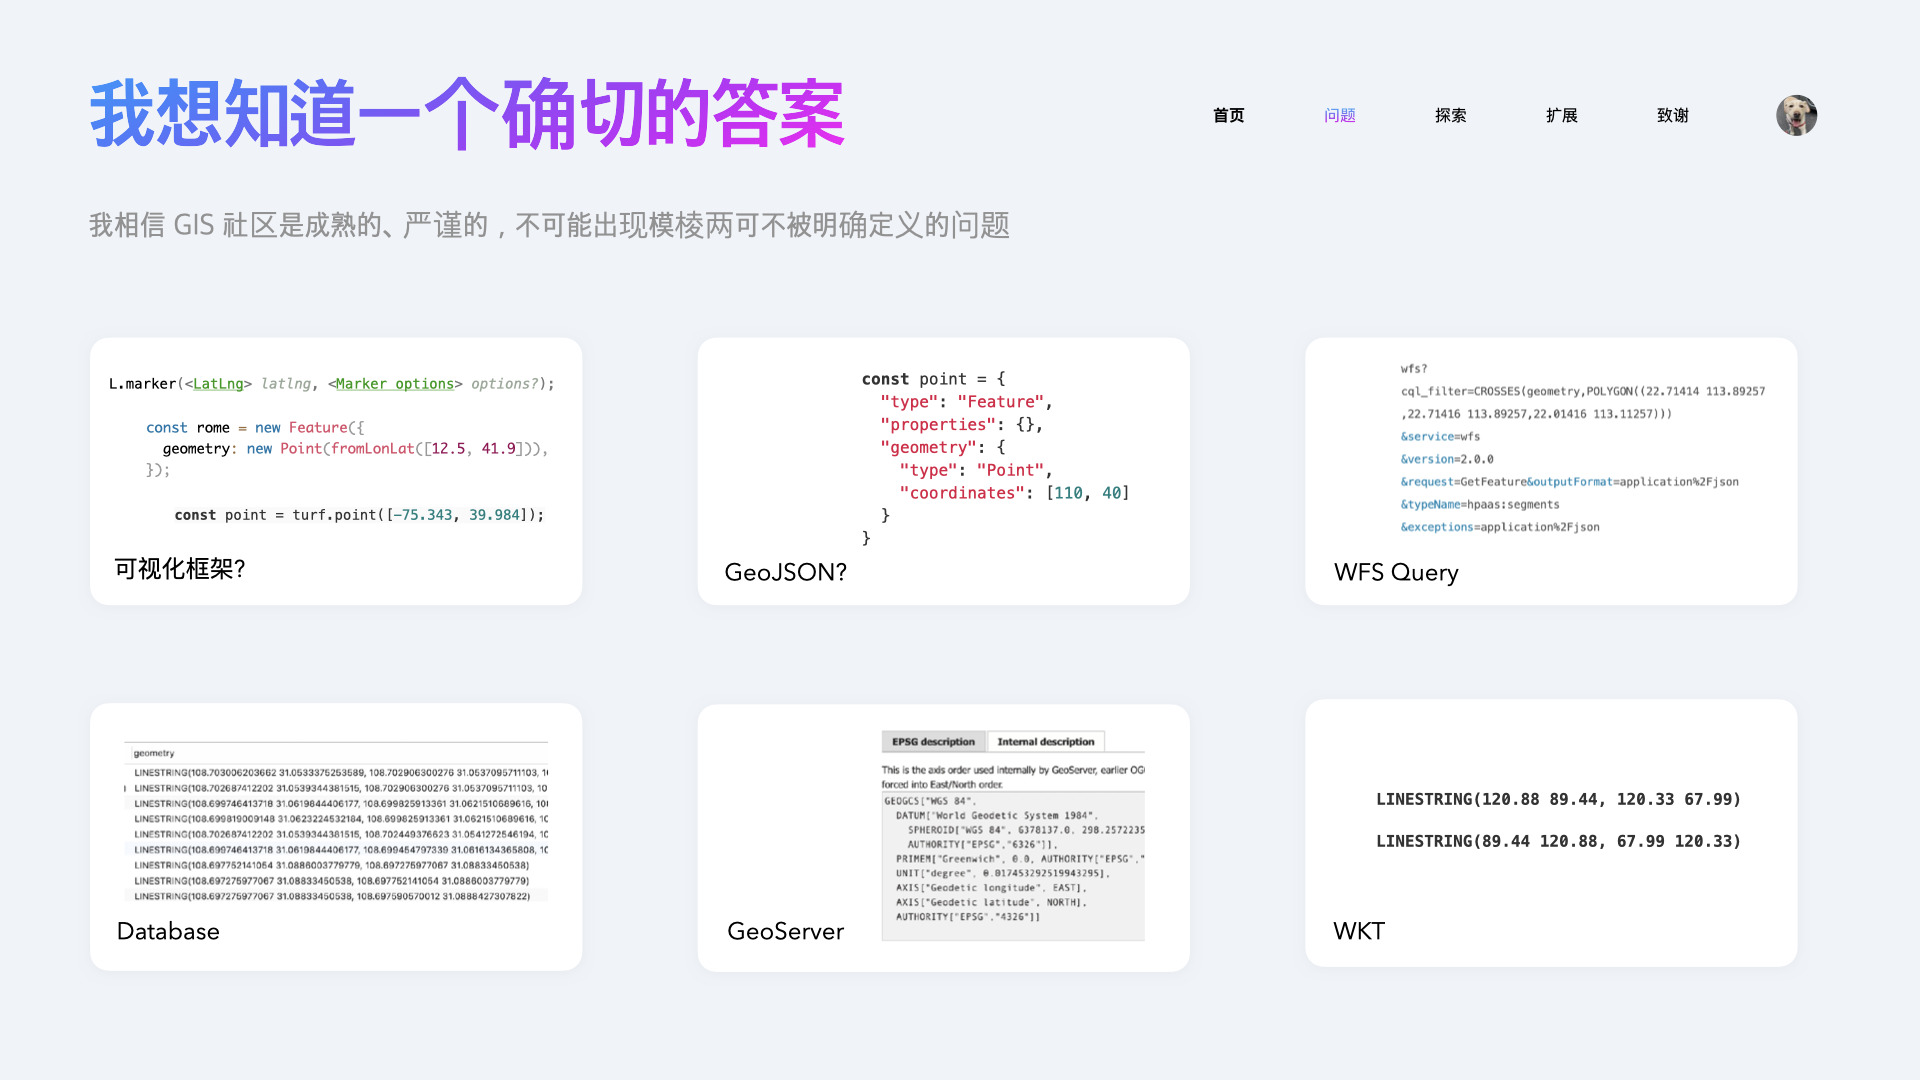 我想知道一个确切的答案
首页 问题 探索 扩展 致谢
我相信 GIS 社区是成熟的、严谨的，不可能出现模棱两可不被明确定义的问题
L.marker(<LatLng> latlng, <Marker options> options?);
const rome = new Feature({
geometry: new Point(fromLonLat([12.5, 41.9])),
});
const point = turf.point([-75.343, 39.984]);
可视化框架?
const point = {
"type": "Feature",
"properties": {},
"geometry": {
"type": "Point",
"coordinates": [110, 40]
}
}
GeoJSON?
wfs?
cql_filter=CROSSES(geometry,POLYGON((22.71414 113.89257
,22.71416 113.89257,22.01416 113.11257)))
&service=wfs
&version=2.0.0
&request=GetFeature&outputFormat=application%2Fjson
&typeName=hpaas:segments
&exceptions=application%2Fjson
WFS Query
geometry
LINESTRING(108.703006203662 31.0533375253589, 108.702906300276 31.0537095711103, 10
LINESTRING(108.702687412202 31.0539344381515, 108.702906300276 31.0537095711103, 10
LINESTRING(108.699746413718 31.0619844406177, 108.699825913361 31.0621510689616, 10
LINESTRING(108.699819009148 31.0623224532184, 108.699825913361 31.0621510689616, 10
LINESTRING(108.702687412202 31.0539344381515, 108.702449376623 31.0541272546194, 10
LINESTRING(108.699746413718 31.0619844406177, 108.699454797339 31.0616134365808, 10
LINESTRING(108.697752141054 31.0886003779779, 108.697275977067 31.08833450538)
LINESTRING(108.697275977067 31.08833450538, 108.697752141054 31.0886003779779)
LINESTRING(108.697275977067 31.08833450538, 108.697590570012 31.0888427307822)
Database
EPSG description Internal description
This is the axis order used internally by GeoServer, earlier OG
forced into East/North order.
GEOGCS["WGS 84",
DATUM["World Geodetic System 1984",
SPHEROID["WGS 84", 6378137.0, 298.2572235
AUTHORITY["EPSG","6326"]],
PRIMEM["Greenwich", 0.0, AUTHORITY["EPSG","
UNIT["degree", 0.017453292519943295],
AXIS["Geodetic longitude", EAST],
AXIS["Geodetic latitude", NORTH],
AUTHORITY["EPSG","4326"]]
GeoServer
LINESTRING(120.88 89.44, 120.33 67.99)
LINESTRING(89.44 120.88, 67.99 120.33)
WKT